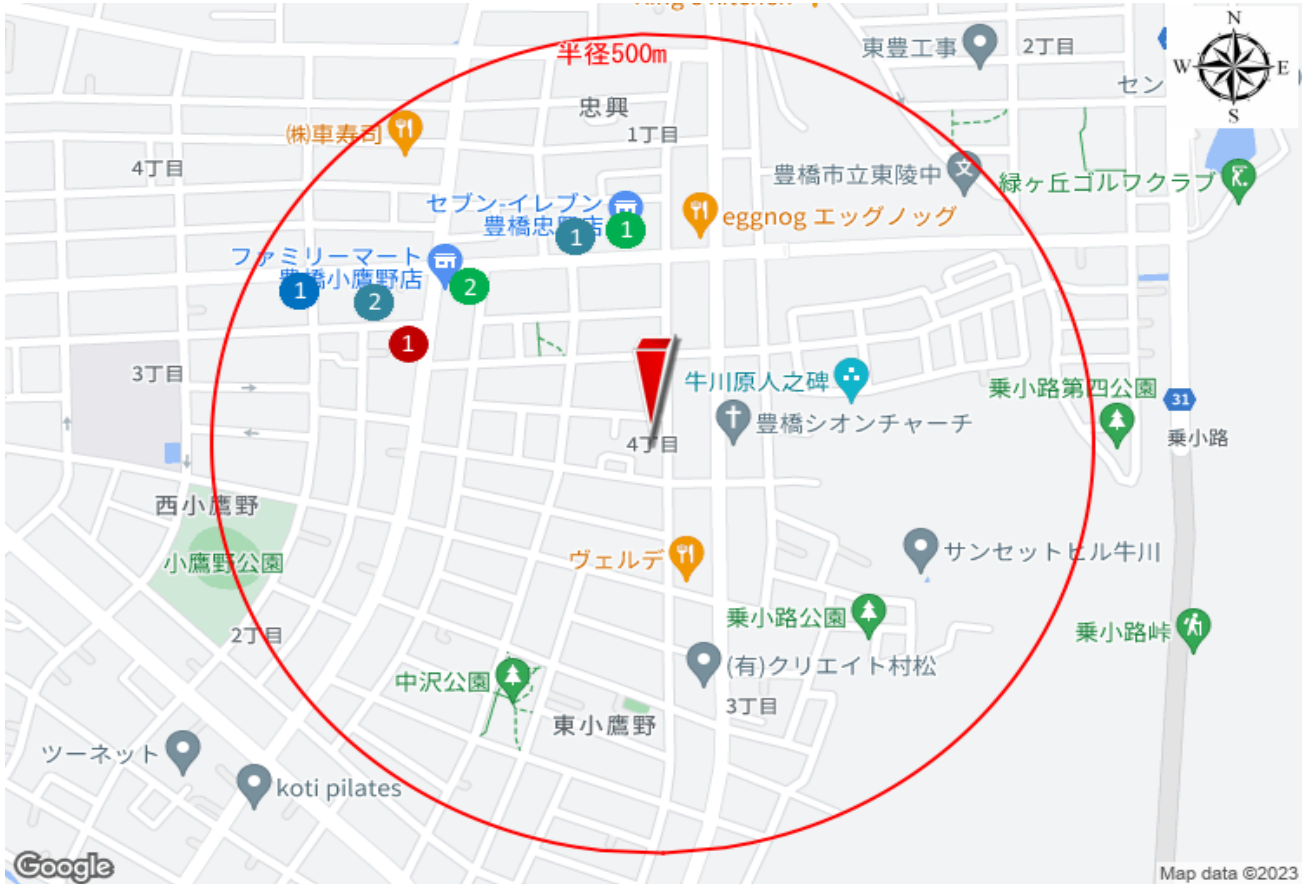 半径500m
東豊工事
2丁目
N
W
E
S
セン
忠興
1丁目
(株)車寿司
4丁目
豊橋市立東陵中
緑ヶ丘ゴルフクラブ
セブン-イレブン
1
1
eggnog エッグノッグ
ファミリーマート
豊橋小鷹野店
1
2
2
1
3丁目
牛川原人之碑
乗小路第四公園
31
豊橋シオンチャーチ
4丁目
乗小路
西小鷹野
小鷹野公園
ヴェルデ
サンセットヒル牛川
2丁目
乗小路公園
乗小路峠
(有)クリエイト村松
中沢公園
3丁目
東小鷹野
ツーネット
koti pilates
Google
Map data ©2023